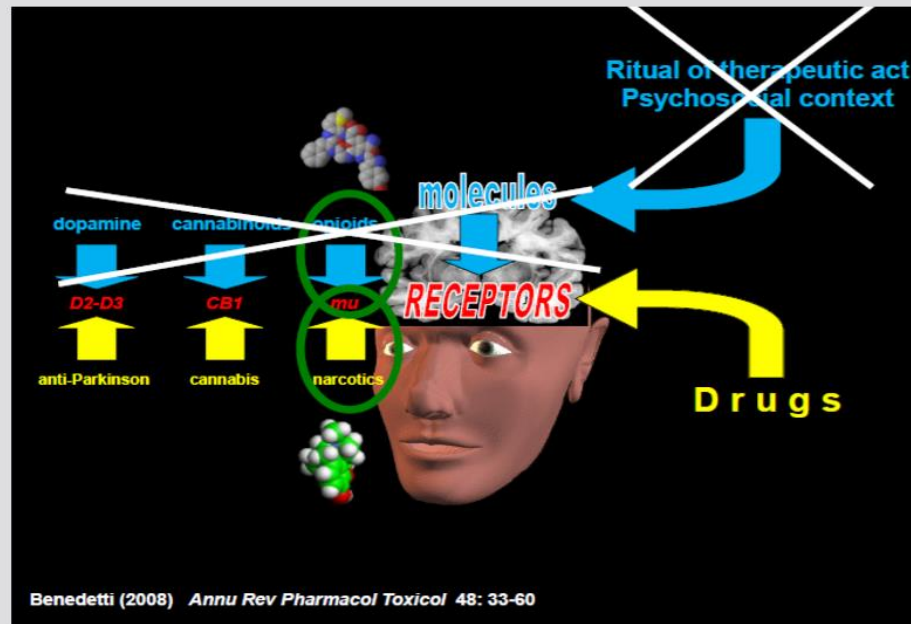 Ritual of therapeutic act
Psychosocial context
molecules
dopamine cannabinoids opioids
D2-D3 CB1 mu RECEPTORS
anti-Parkinson cannabis narcotics
Drugs
Benedetti (2008) Annu Rev Pharmacol Toxicol 48: 33-60